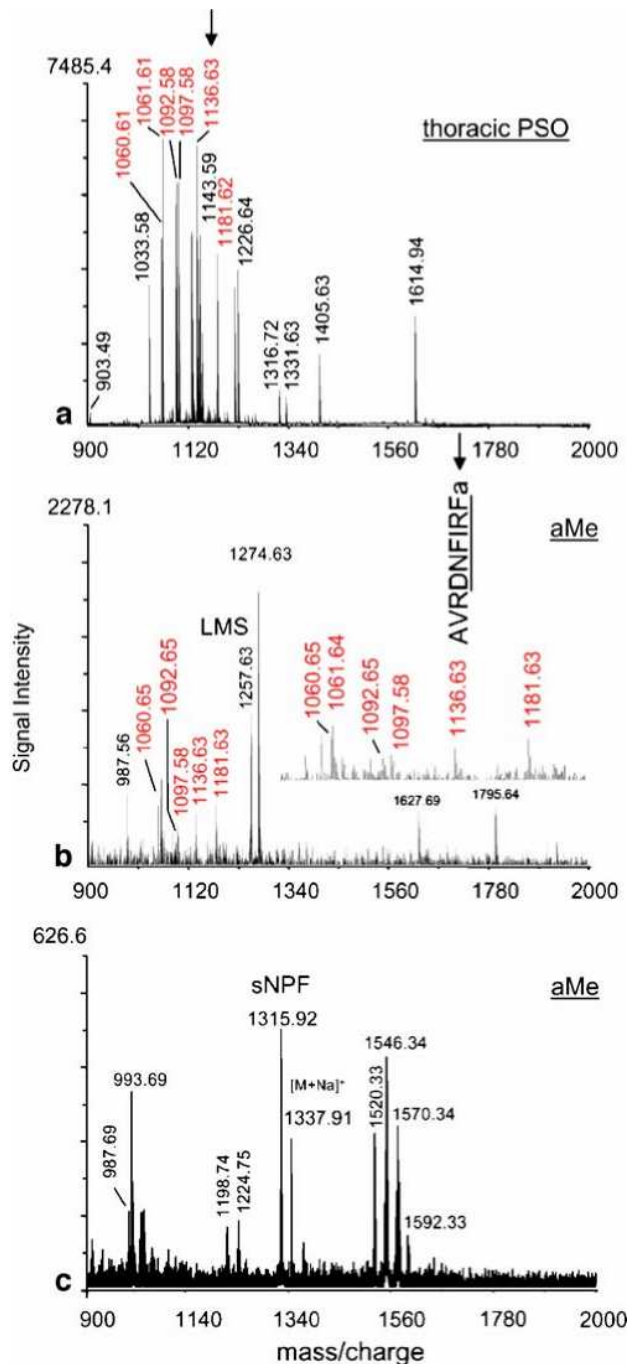 7485.4
thoracic PSO
1060.61
1061.61
1092.58
1097.58
1136.63
1033.58
1143.59
1181.62
1226.64
903.49
1316.72
1331.63
1405.63
1614.94
a
900 1120 1340 1560 1780 2000
2278.1
aMe
AVRDNFIRFa
1274.63
LMS
1257.63
987.56
1060.65
1092.65
1097.58
1136.63
1181.63
1060.65
1061.64
1092.65
1097.58
1136.63
1181.63
1627.69
1795.64
Signal Intensity
b
900 1120 1340 1560 1780 2000
626.6
sNPF
aMe
1315.92
993.69
987.69
[M+Na]⁺
1337.91
1198.74
1224.75
1520.33
1546.34
1570.34
1592.33
c
900 1140 1340 1560 1780 2000
mass/charge